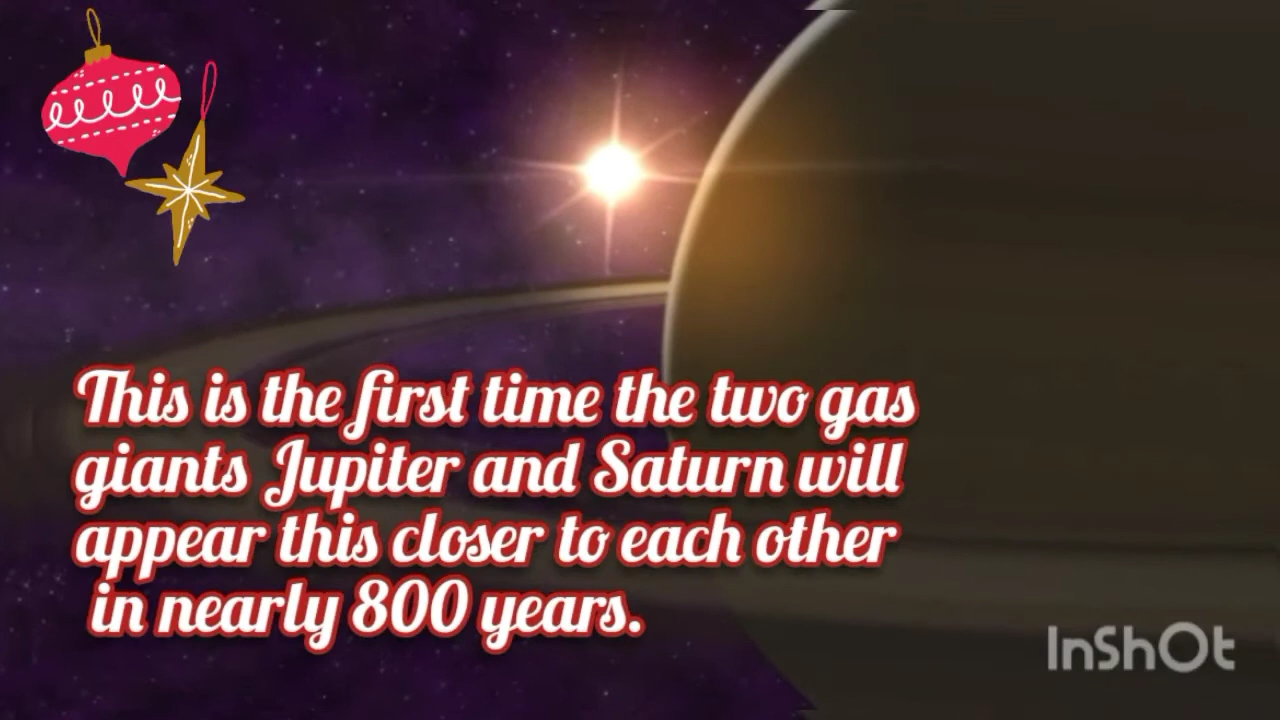 This is the first time the two gas
giants Jupiter and Saturn will
appear this closer to each other
in nearly 800 years.
InShOt